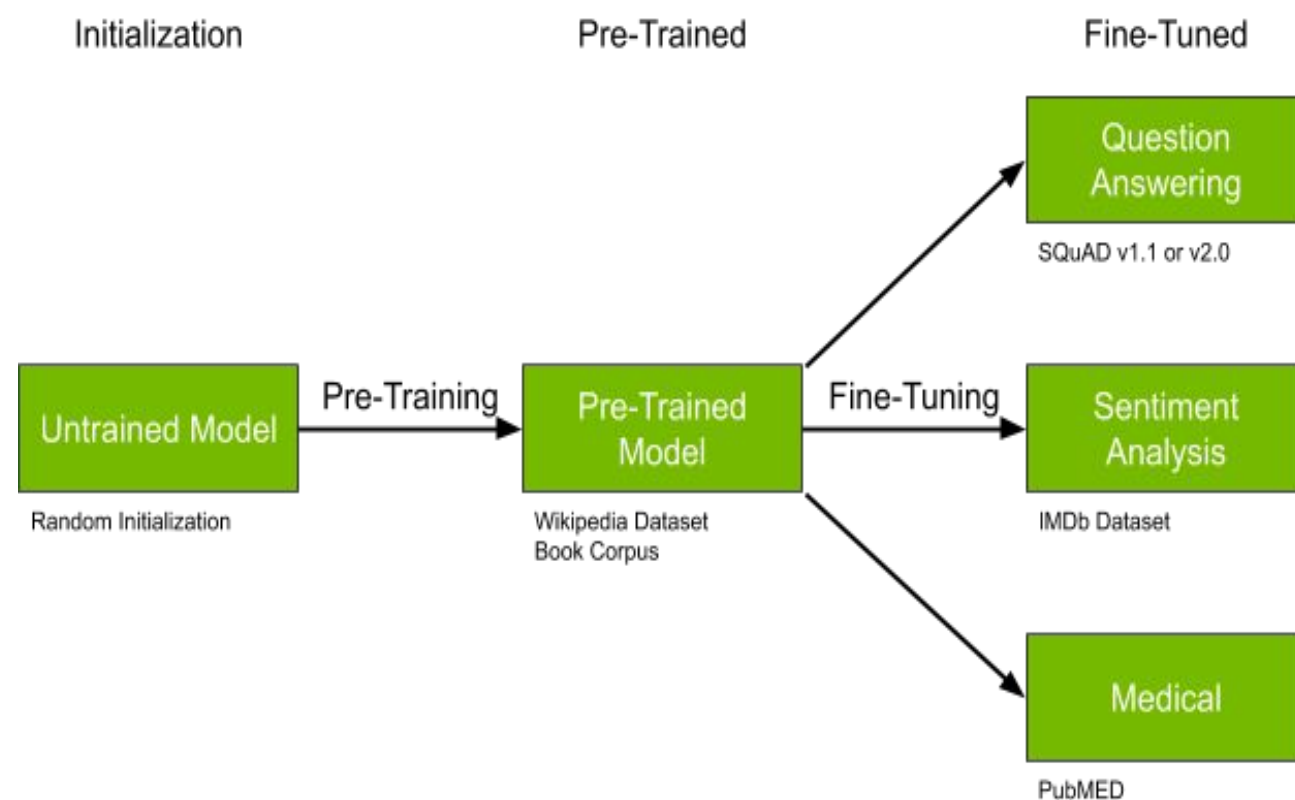 Initialization
Pre-Trained
Fine-Tuned
Question
Answering
SQuAD v1.1 or v2.0
Untrained Model
Random Initialization
Pre-Training
Pre-Trained
Model
Wikipedia Dataset
Book Corpus
Fine-Tuning
Sentiment
Analysis
IMDb Dataset
Medical
PubMED